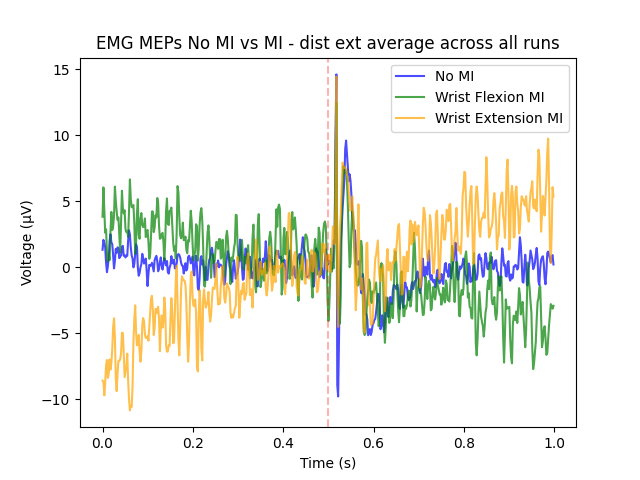 EMG MEPs No MI vs MI - dist ext average across all runs
No MI
Wrist Flexion MI
Wrist Extension MI
Voltage (µV)
15
10
5
0
−5
−10
0.0
0.2
0.4
0.6
0.8
1.0
Time (s)